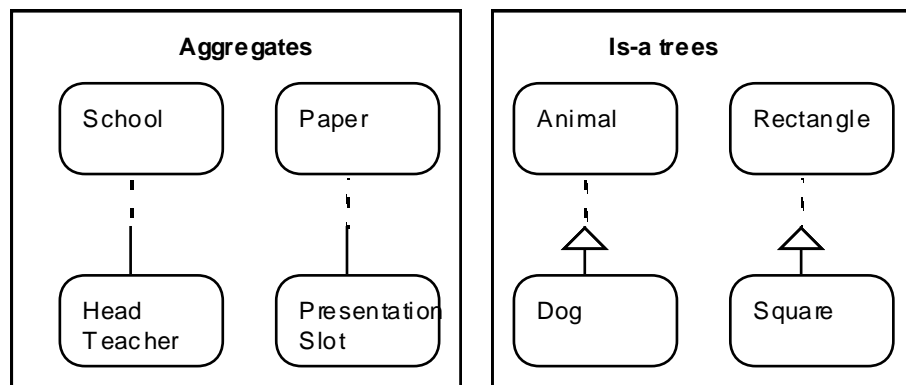 Aggregates
School
Paper
Head
Teacher
Presentation
Slot
Is-a trees
Animal
Rectangle
Dog
Square